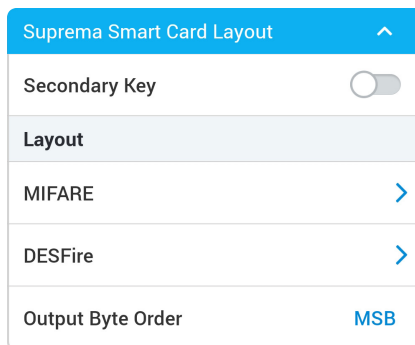 Suprema Smart Card Layout
Secondary Key
Layout
MIFARE
DESFire
Output Byte Order MSB